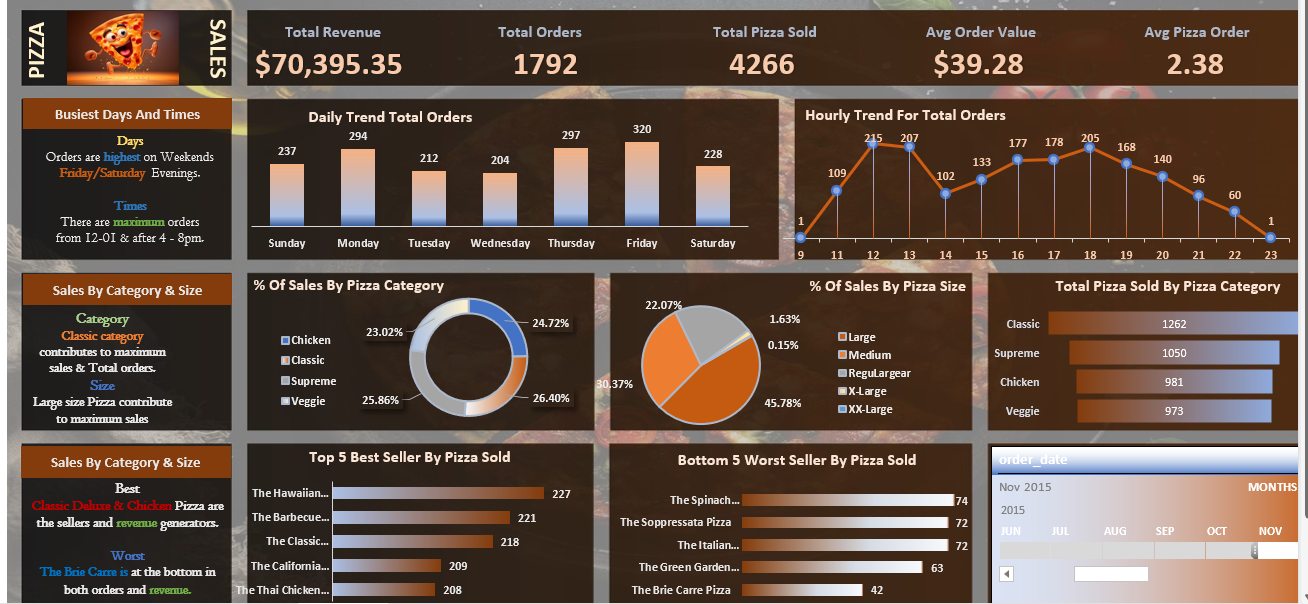 PIZZA
SALES
Total Revenue
$70,395.35
Total Orders
1792
Total Pizza Sold
4266
Avg Order Value
$39.28
Avg Pizza Order
2.38
Busiest Days And Times
Days
Orders are highest on Weekends
Friday/Saturday Evenings.
Times
There are maximum orders
from 12-01 & after 4 - 8pm.
Daily Trend Total Orders
237
294
212
204
297
320
228
Sunday
Monday
Tuesday
Wednesday
Thursday
Friday
Saturday
Hourly Trend For Total Orders
1
109
215
207
102
133
177
178
205
168
140
96
60
1
9
11
12
13
14
15
16
17
18
19
20
21
22
23
Sales By Category & Size
Category
Classic category
contributes to maximum
sales & Total orders.
Size
Large size Pizza contribute
to maximum sales
% Of Sales By Pizza Category
Chicken
Classic
Supreme
Veggie
23.02%
24.72%
25.86%
26.40%
% Of Sales By Pizza Size
22.07%
1.63%
0.15%
30.37%
45.78%
Large
Medium
ReguLargear
X-Large
XX-Large
Total Pizza Sold By Pizza Category
Classic
1262
Supreme
1050
Chicken
981
Veggie
973
Sales By Category & Size
Best
Classic Deluxe & Chicken Pizza are
the sellers and revenue generators.
Worst
The Brie Carre is at the bottom in
both orders and revenue.
Top 5 Best Seller By Pizza Sold
The Hawaiian...
227
The Barbecue...
221
The Classic...
218
The California...
209
The Thai Chicken...
208
Bottom 5 Worst Seller By Pizza Sold
The Spinach...
74
The Soppressata Pizza
72
The Italian...
72
The Green Garden...
63
The Brie Carre Pizza
42
order_date
Nov 2015
MONTHS
2015
JUN
JUL
AUG
SEP
OCT
NOV